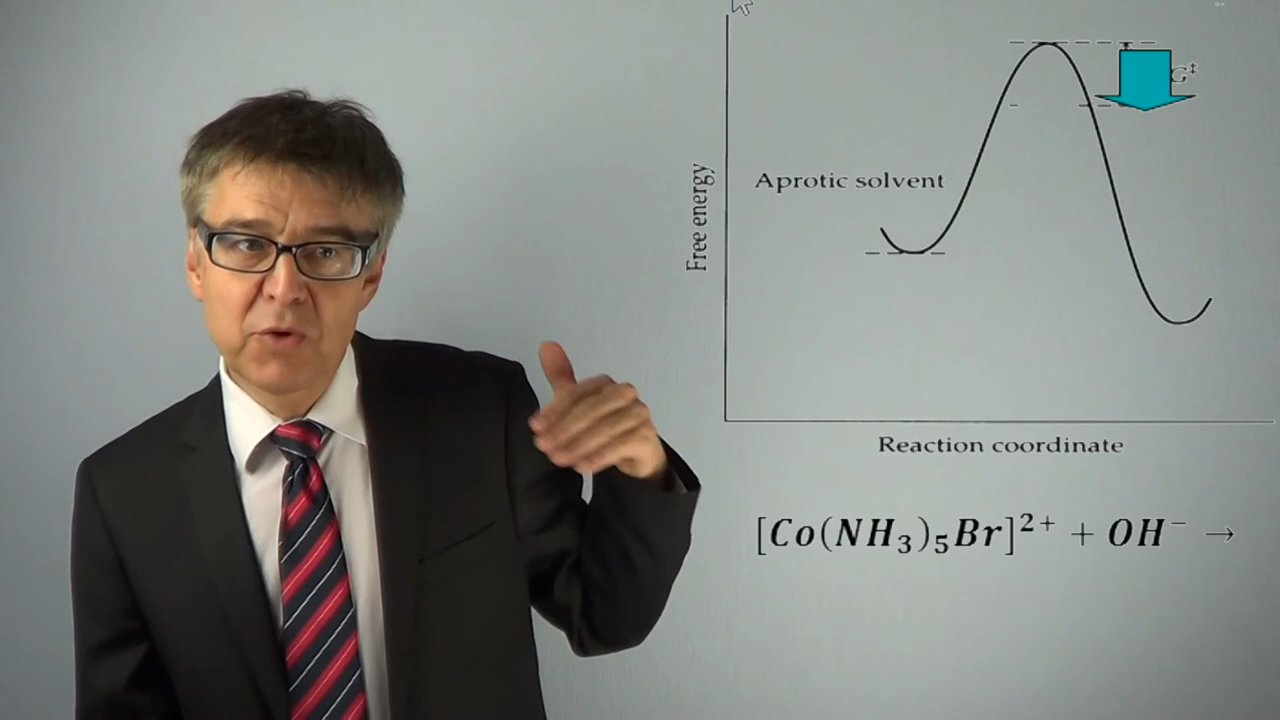 G‡
Aprotic solvent
Free energy
Reaction coordinate
[Co(NH₃)₅Br]²⁺ + OH⁻ →